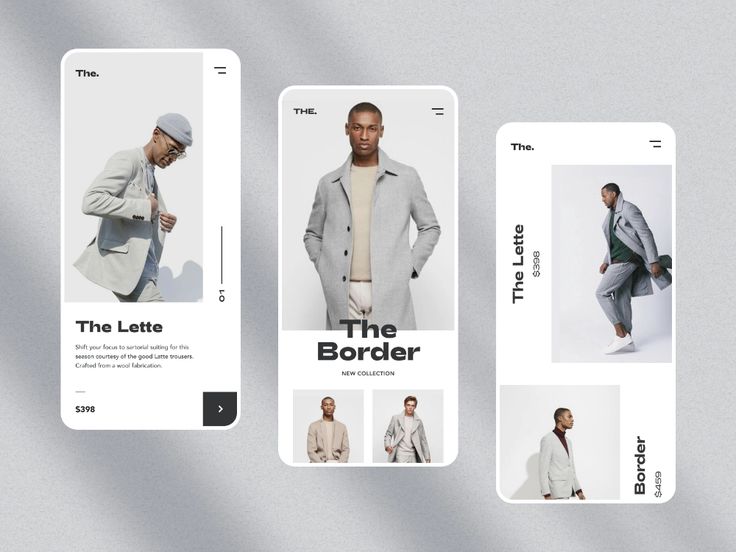 The.
01
The Lette
Shift your focus to sartorial suiting for this
season courtesy of the good Latte trousers.
Crafted from a wool fabrication.
$398
THE.
The
Border
NEW COLLECTION
The.
The Lette
$398
Border
$459